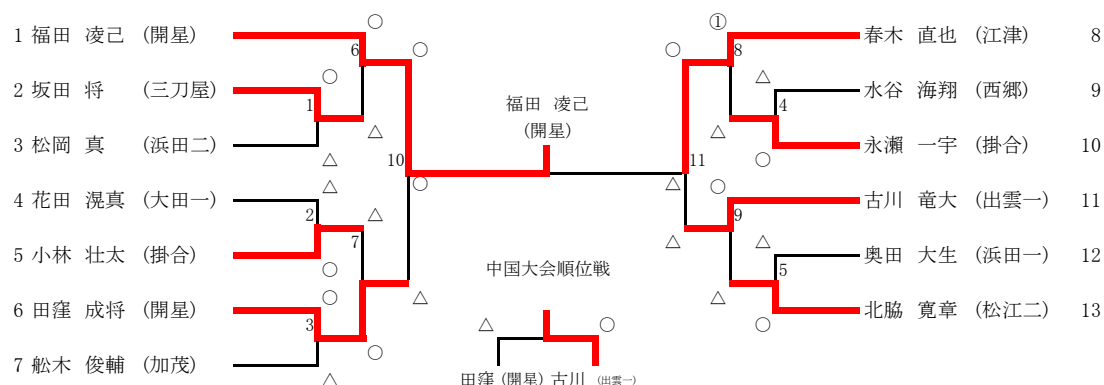 1 福田 凌己 (開星)
2 坂田 将 (三刀屋)
3 松岡 真 (浜田二)
4 花田 滉真 (大田一)
5 小林 壮太 (掛合)
6 田窪 成将 (開星)
7 舩木 俊輔 (加茂)
○
6
○
○
1
△
△
10
△
2
△
7
○
○
○
3
△
○
△
福田 凌己
(開星)
中国大会順位戦
△
○
田窪 (開星) 古川 (出雲一)
①
○
8
△
4
△
11
○
△
○
9
△
△
5
△
○
春木 直也 (江津) 8
水谷 海翔 (西郷) 9
永瀨 一宇 (掛合) 10
古川 竜大 (出雲一) 11
奥田 大生 (浜田一) 12
北脇 寛章 (松江二) 13